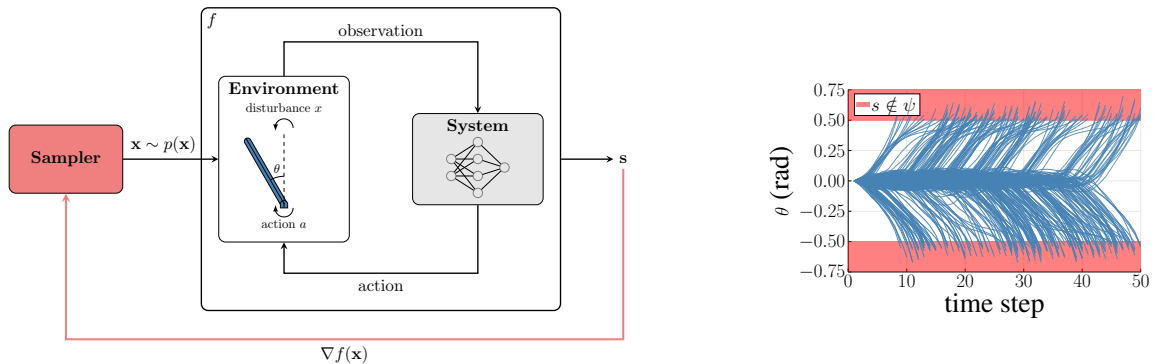 f
observation
Environment
disturbance x
θ
action a
System
Sampler
x ∼ p(x)
s
action
∇f(x)
s ∉ ψ
0.75
0.50
0.25
0.00
−0.25
−0.50
−0.75
θ (rad)
0 10 20 30 40 50
time step